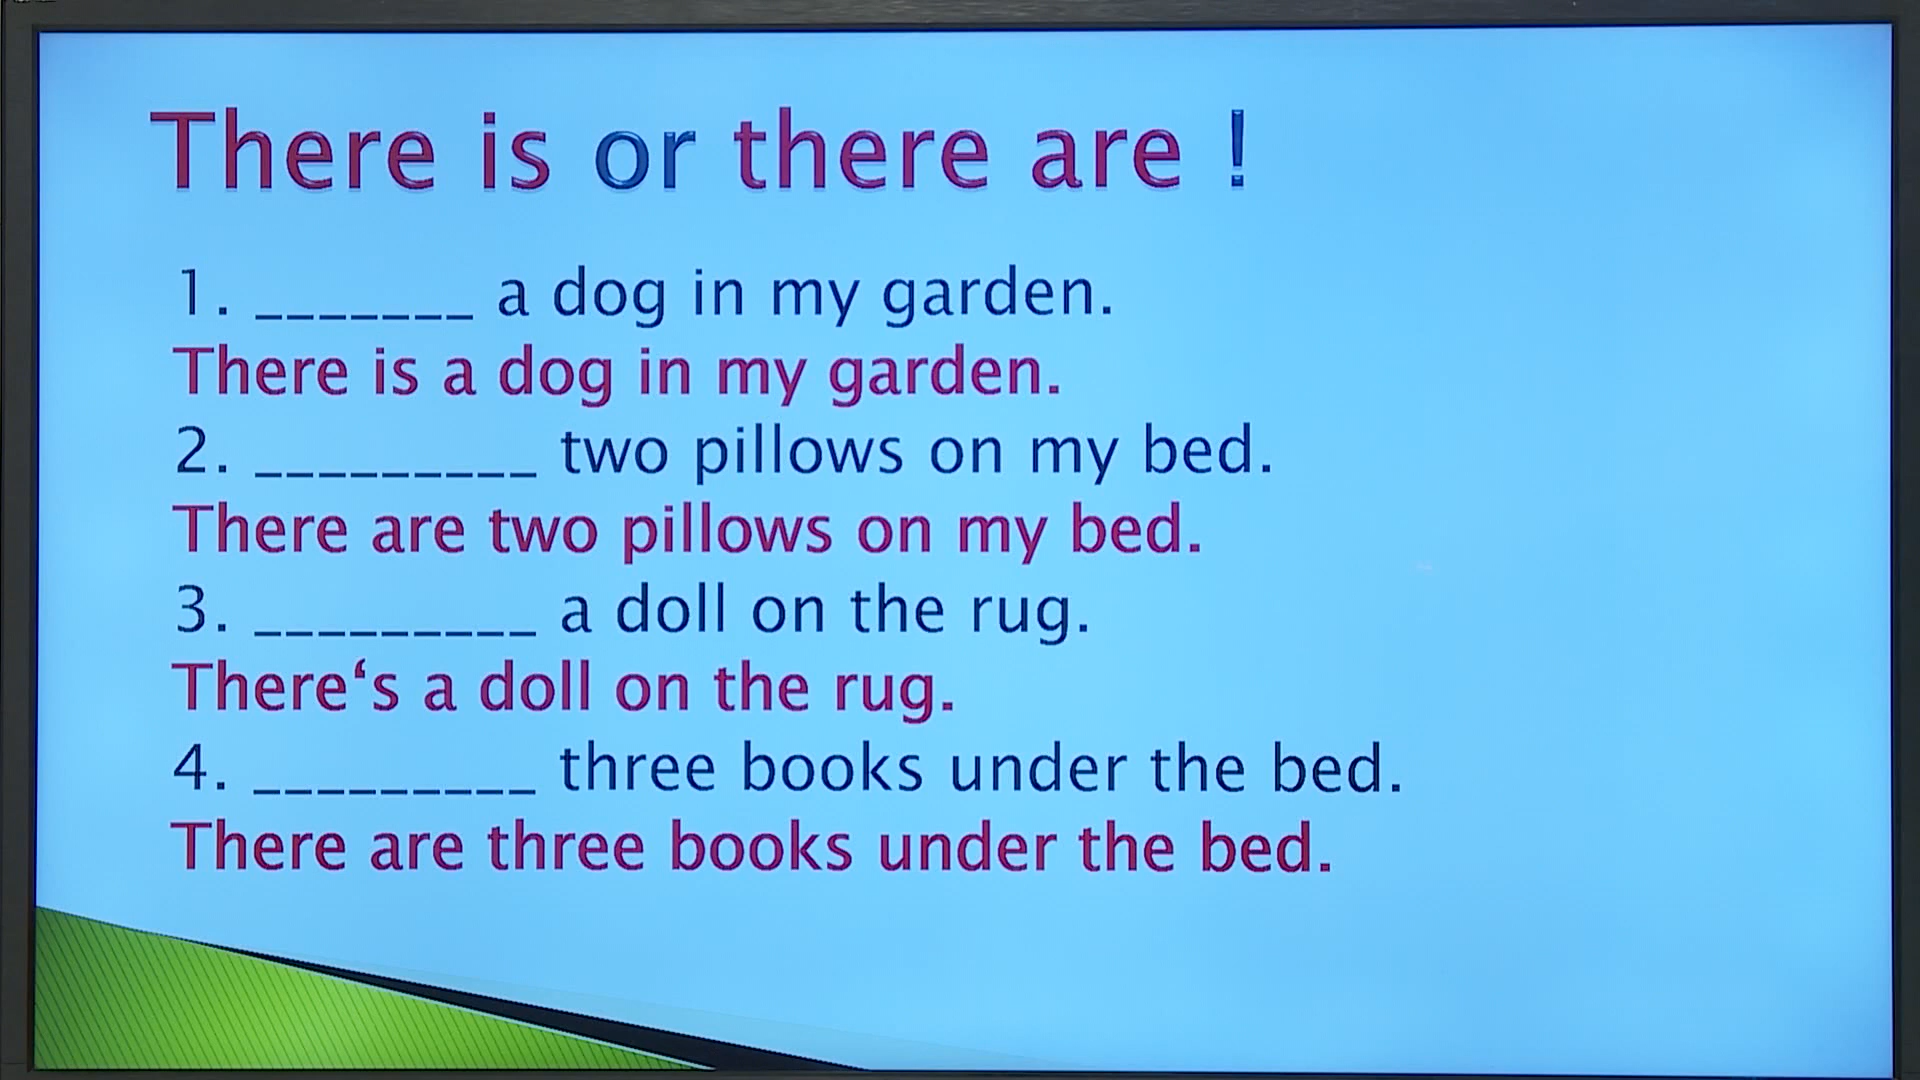 There is or there are !
1. _______ a dog in my garden.
There is a dog in my garden.
2. _________ two pillows on my bed.
There are two pillows on my bed.
3. _________ a doll on the rug.
There‘s a doll on the rug.
4. _________ three books under the bed.
There are three books under the bed.